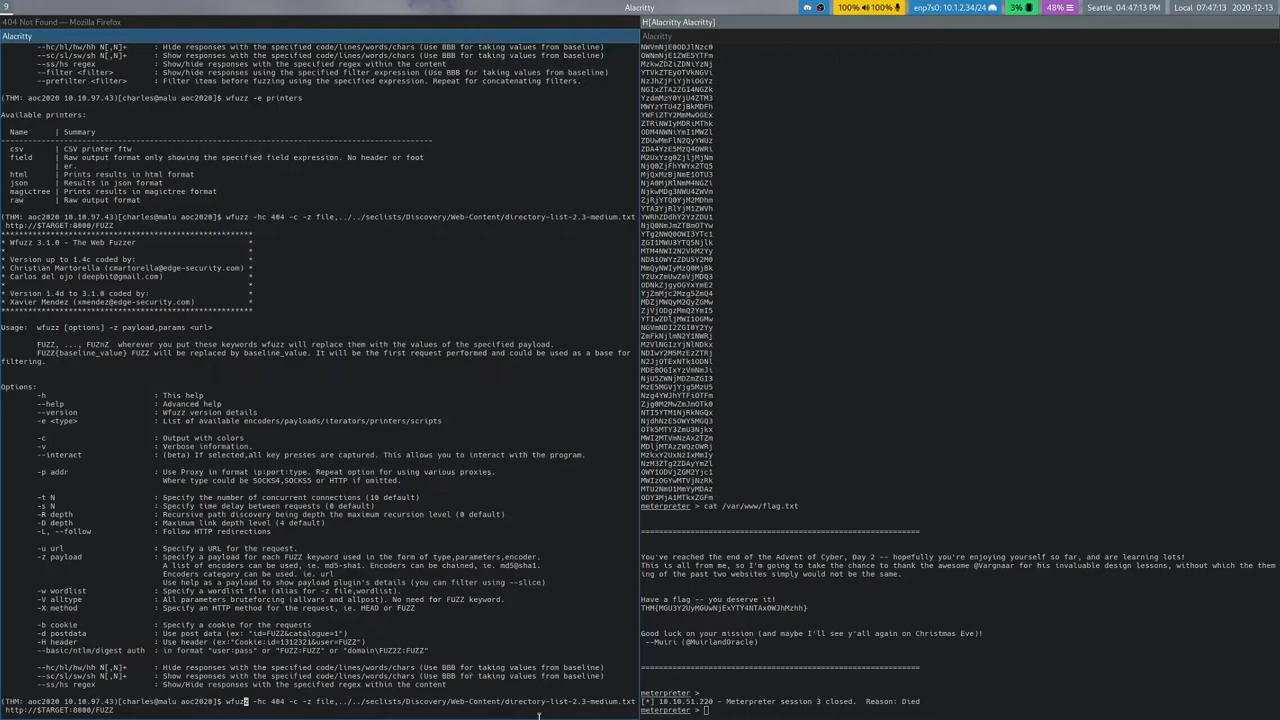 9
Alacritty
100%
100%
enp7s0: 10.1.2.34/24
3%
48%
Seattle 04:47:13 PM
Local 07:47:13
2020-12-13
404 Not Found — Mozilla Firefox
Alacritty
--hc/hl/hw/hh N[,N]+ : Hide responses with the specified code/lines/words/chars (Use BBB for taking values from baseline)
--sc/sl/sw/sh N[,N]+ : Show responses with the specified code/lines/words/chars (Use BBB for taking values from baseline)
--ss/hs regex : Show/hide responses with the specified regex within the content
--filter <filter> : Show/hide responses using the specified filter expression (Use BBB for taking values from baseline)
--prefilter <filter> : Filter items before fuzzing using the specified expression. Repeat for concatenating filters.
(THM: aoc2020 10.10.97.43)[charles@malu aoc2020]$ wfuzz -e printers
Available printers:
Name | Summary
csv | CSV printer ftw
field | Raw output format only showing the specified field expression. No header or foot
| er.
html | Prints results in html format
json | Results in json format
magictree | Prints results in magictree format
raw | Raw output format
(THM: aoc2020 10.10.97.43)[charles@malu aoc2020]$ wfuzz -hc 404 -c -z file,../../seclists/Discovery/Web-Content/directory-list-2.3-medium.txt
http://$TARGET:8000/FUZZ
********************************************************
* Wfuzz 3.1.0 - The Web Fuzzer *
* *
* Version up to 1.4c coded by: *
* Christian Martorella (cmartorella@edge-security.com) *
* Carlos del ojo (deepbit@gmail.com) *
* *
* Version 1.4d to 3.1.0 coded by: *
* Xavier Mendez (xmendez@edge-security.com) *
********************************************************
Usage: wfuzz [options] -z payload,params <url>
FUZZ, ..., FUZnZ wherever you put these keywords wfuzz will replace them with the values of the specified payload.
FUZZ{baseline_value} FUZZ will be replaced by baseline_value. It will be the first request performed and could be used as a base for
filtering.
Options:
-h : This help
--help : Advanced help
--version : Wfuzz version details
-e <type> : List of available encoders/payloads/iterators/printers/scripts
-c : Output with colors
-v : Verbose information.
--interact : (beta) If selected,all key presses are captured. This allows you to interact with the program.
-p addr : Use Proxy in format ip:port:type. Repeat option for using various proxies.
Where type could be SOCKS4,SOCKS5 or HTTP if omitted.
-t N : Specify the number of concurrent connections (10 default)
-s N : Specify time delay between requests (0 default)
-R depth : Recursive path discovery being depth the maximum recursion level (0 default)
-D depth : Maximum link depth level (4 default)
-L, --follow : Follow HTTP redirections
-u url : Specify a URL for the request.
-z payload : Specify a payload for each FUZZ keyword used in the form of type,parameters,encoder.
A list of encoders can be used, ie. md5-sha1. Encoders can be chained, ie. md5@sha1.
Encoders category can be used. ie. url
Use help as a payload to show payload plugin's details (you can filter using --slice)
-w wordlist : Specify a wordlist file (alias for -z file,wordlist).
-V alltype : All parameters bruteforcing (allvars and allpost). No need for FUZZ keyword.
-X method : Specify an HTTP method for the request, ie. HEAD or FUZZ
-b cookie : Specify a cookie for the requests
-d postdata : Use post data (ex: "id=FUZZ&catalogue=1")
-H header : Use header (ex:"Cookie:id=1312321&user=FUZZ")
--basic/ntlm/digest auth : in format "user:pass" or "FUZZ:FUZZ" or "domain\FUZ2Z:FUZZ"
--hc/hl/hw/hh N[,N]+ : Hide responses with the specified code/lines/words/chars (Use BBB for taking values from baseline)
--sc/sl/sw/sh N[,N]+ : Show responses with the specified code/lines/words/chars (Use BBB for taking values from baseline)
--ss/hs regex : Show/Hide responses with the specified regex within the content
(THM: aoc2020 10.10.97.43)[charles@malu aoc2020]$ wfuzz -hc 404 -c -z file,../../seclists/Discovery/Web-Content/directory-list-2.3-medium.txt
http://$TARGET:8000/FUZZ
H[Alacritty Alacritty]
Alacritty
meterpreter > cat /var/www/flag.txt
==============================================================
You've reached the end of the Advent of Cyber, Day 2 -- hopefully you're enjoying yourself so far, and are learning lots!
This is all from me, so I'm going to take the chance to thank the awesome @Vargnaar for his invaluable design lessons, without which the them
ing of the past two websites simply would not be the same.
Have a flag -- you deserve it!
THM{MGU3Y2UyMGUwNjExYTY4NTAxOWJhMzhh}
Good luck on your mission (and maybe I'll see y'all again on Christmas Eve)!
--Muiri (@MuirlandOracle)
==============================================================
meterpreter >
[*] 10.10.51.220 - Meterpreter session 3 closed. Reason: Died
meterpreter >